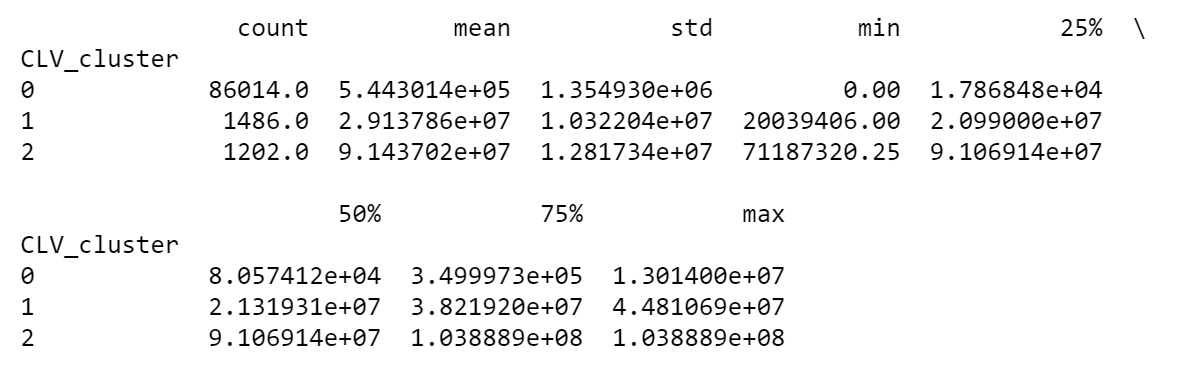 count mean std min 25% \
CLV_cluster
0 86014.0 5.443014e+05 1.354930e+06 0.00 1.786848e+04
1 1486.0 2.913786e+07 1.032204e+07 20039406.00 2.099000e+07
2 1202.0 9.143702e+07 1.281734e+07 71187320.25 9.106914e+07
50% 75% max
CLV_cluster
0 8.057412e+04 3.499973e+05 1.301400e+07
1 2.131931e+07 3.821920e+07 4.481069e+07
2 9.106914e+07 1.038889e+08 1.038889e+08